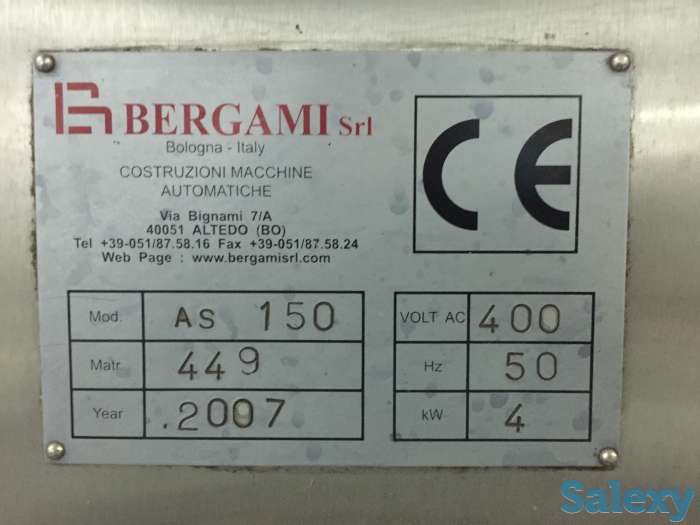 BERGAMI Srl
Bologna - Italy
COSTRUZIONI MACCHINE
AUTOMATICHE
Via Bignami 7/A
40051 ALTEDO (BO)
Tel +39-051/87.58.16 Fax +39-051/87.58.24
Web Page : www.bergamisrl.com
CE
Mod. AS 150
Matr. 449
Year .2007
VOLT AC 400
Hz 50
kW 4
Salexy